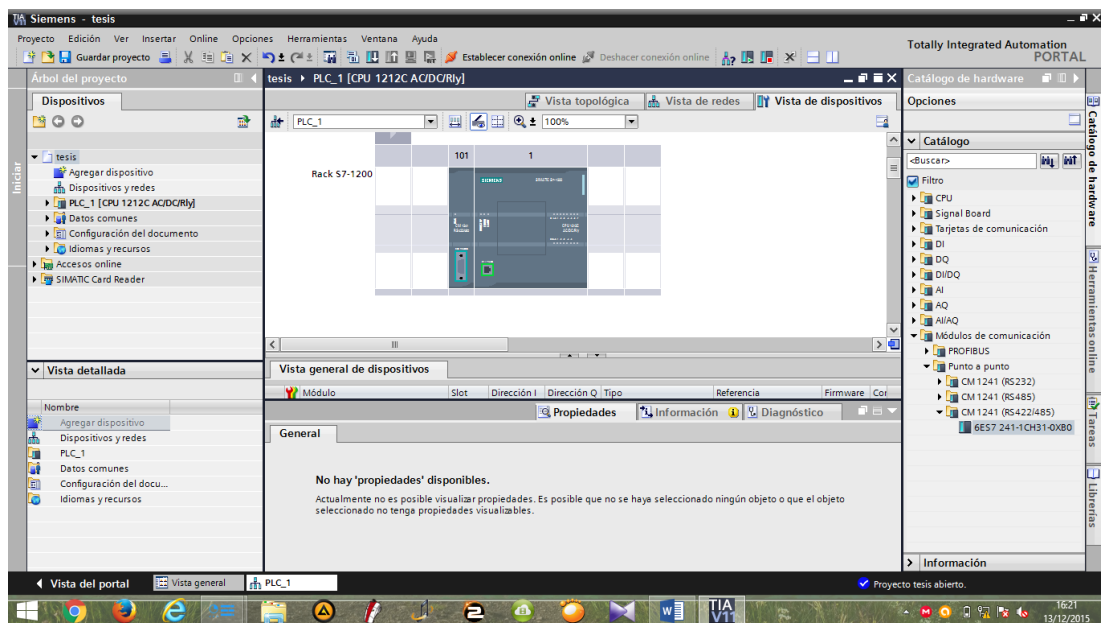 Siemens - tesis
Proyecto Edición Ver Insertar Online Opciones Herramientas Ventana Ayuda
Totally Integrated Automation
PORTAL
Guardar proyecto
Establecer conexión online
Deshacer conexión online
Árbol del proyecto
Dispositivos
tesis
Agregar dispositivo
Dispositivos y redes
PLC_1 [CPU 1212C AC/DC/Rly]
Datos comunes
Configuración del documento
Idiomas y recursos
Accesos online
SIMATIC Card Reader
Iniciar
Vista detallada
Nombre
Agregar dispositivo
Dispositivos y redes
PLC_1
Datos comunes
Configuración del docu...
Idiomas y recursos
tesis ▸ PLC_1 [CPU 1212C AC/DC/Rly]
Vista topológica
Vista de redes
Vista de dispositivos
PLC_1
100%
101 1
Rack S7-1200
SIEMENS
Vista general de dispositivos
Módulo Slot Dirección I Dirección Q Tipo Referencia Firmware
Propiedades
Información
Diagnóstico
General
No hay 'propiedades' disponibles.
Actualmente no es posible visualizar propiedades. Es posible que no se haya seleccionado ningún objeto o que el objeto
seleccionado no tenga propiedades visualizables.
Catálogo de hardware
Opciones
Catálogo
<Buscar>
Filtro
CPU
Signal Board
Tarjetas de comunicación
DI
DQ
DI/DQ
AI
AQ
AI/AQ
Módulos de comunicación
PROFIBUS
Punto a punto
CM 1241 (RS232)
CM 1241 (RS485)
CM 1241 (RS422/485)
6ES7 241-1CH31-0XB0
Información
Catálogo de hardware
Herramientas online
Tareas
Librerías
Vista del portal
Vista general
PLC_1
Proyecto tesis abierto.
TIA
V11
16:21
13/12/2015